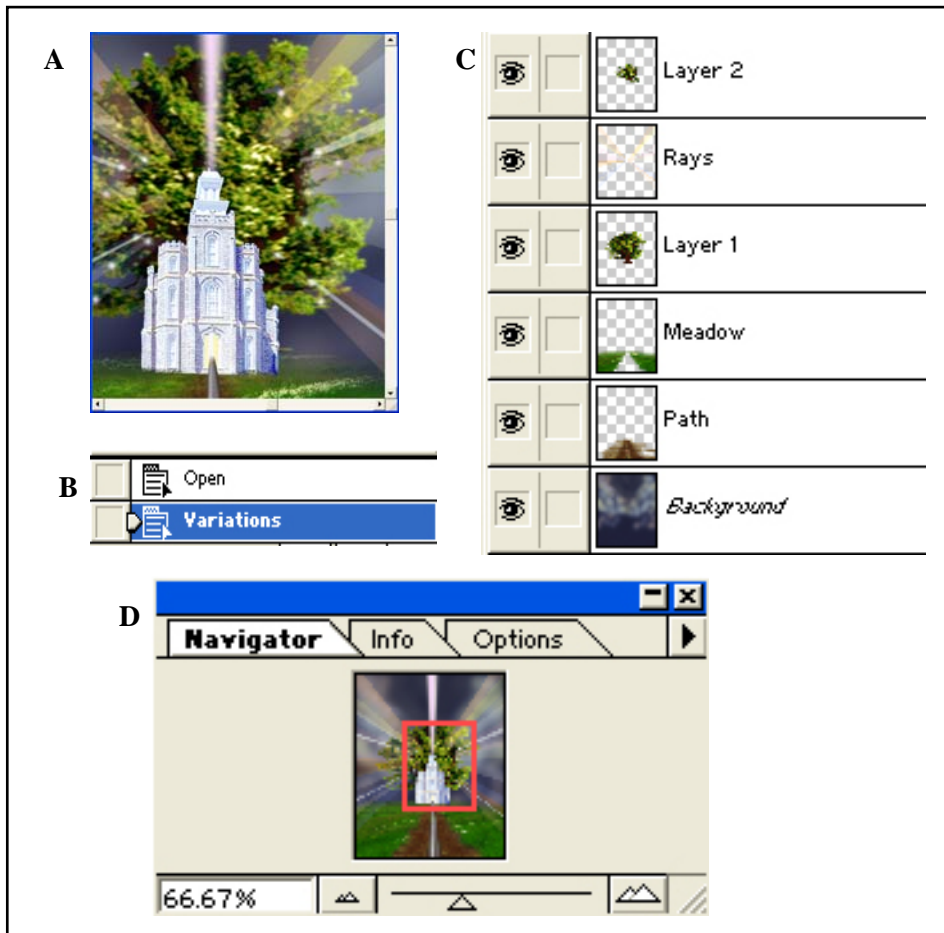 A
C
Layer 2
Rays
Layer 1
Meadow
Path
Background
B
Open
Variations
D
Navigator Info Options
66.67%